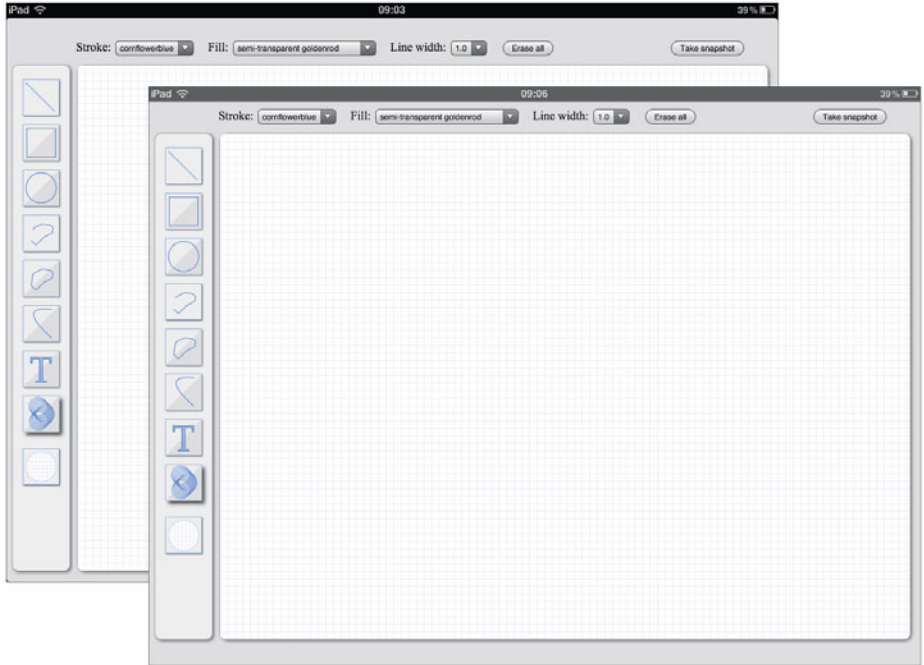 iPad 09:03 39%
Stroke: cornflowerblue Fill: semi-transparent goldenrod Line width: 1.0 Erase all Take snapshot
T
iPad 09:06 39%
Stroke: cornflowerblue Fill: semi-transparent goldenrod Line width: 1.0 Erase all Take snapshot
T